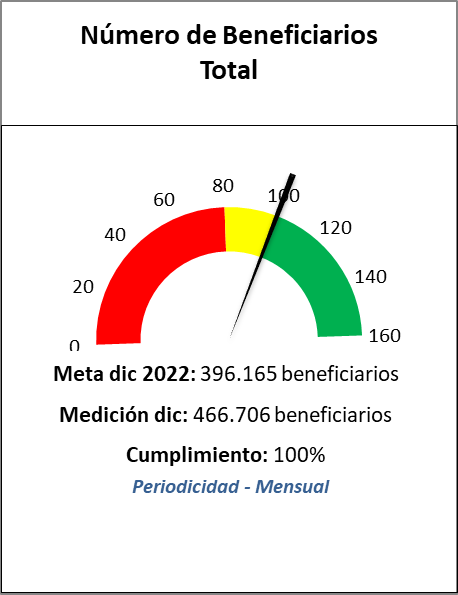 Número de Beneficiarios
Total
80
100
60
120
40
140
20
160
0
Meta dic 2022: 396.165 beneficiarios
Medición dic: 466.706 beneficiarios
Cumplimiento: 100%
Periodicidad - Mensual